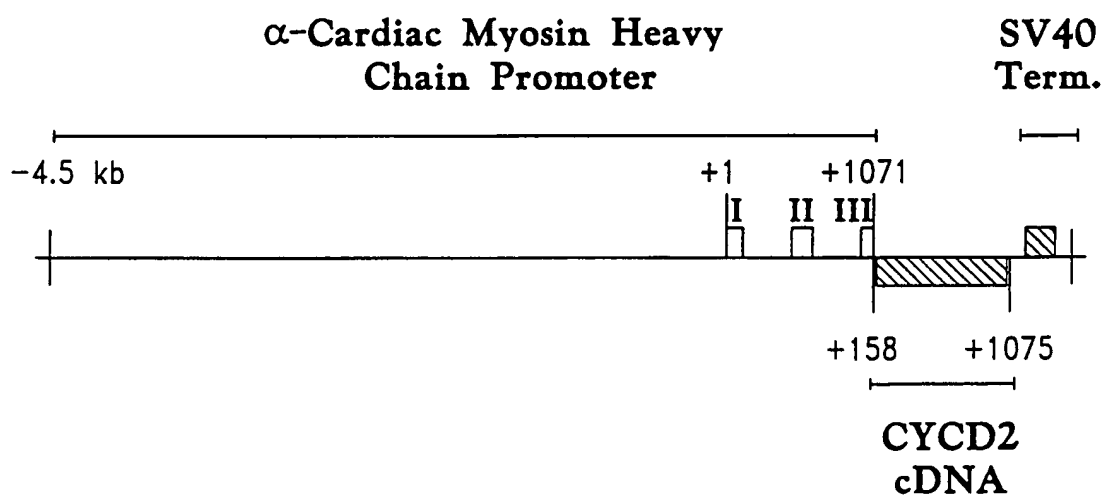 α-Cardiac Myosin Heavy
Chain Promoter
SV40
Term.
-4.5 kb
+1
+1071
I
II
III
+158
+1075
CYCD2
cDNA